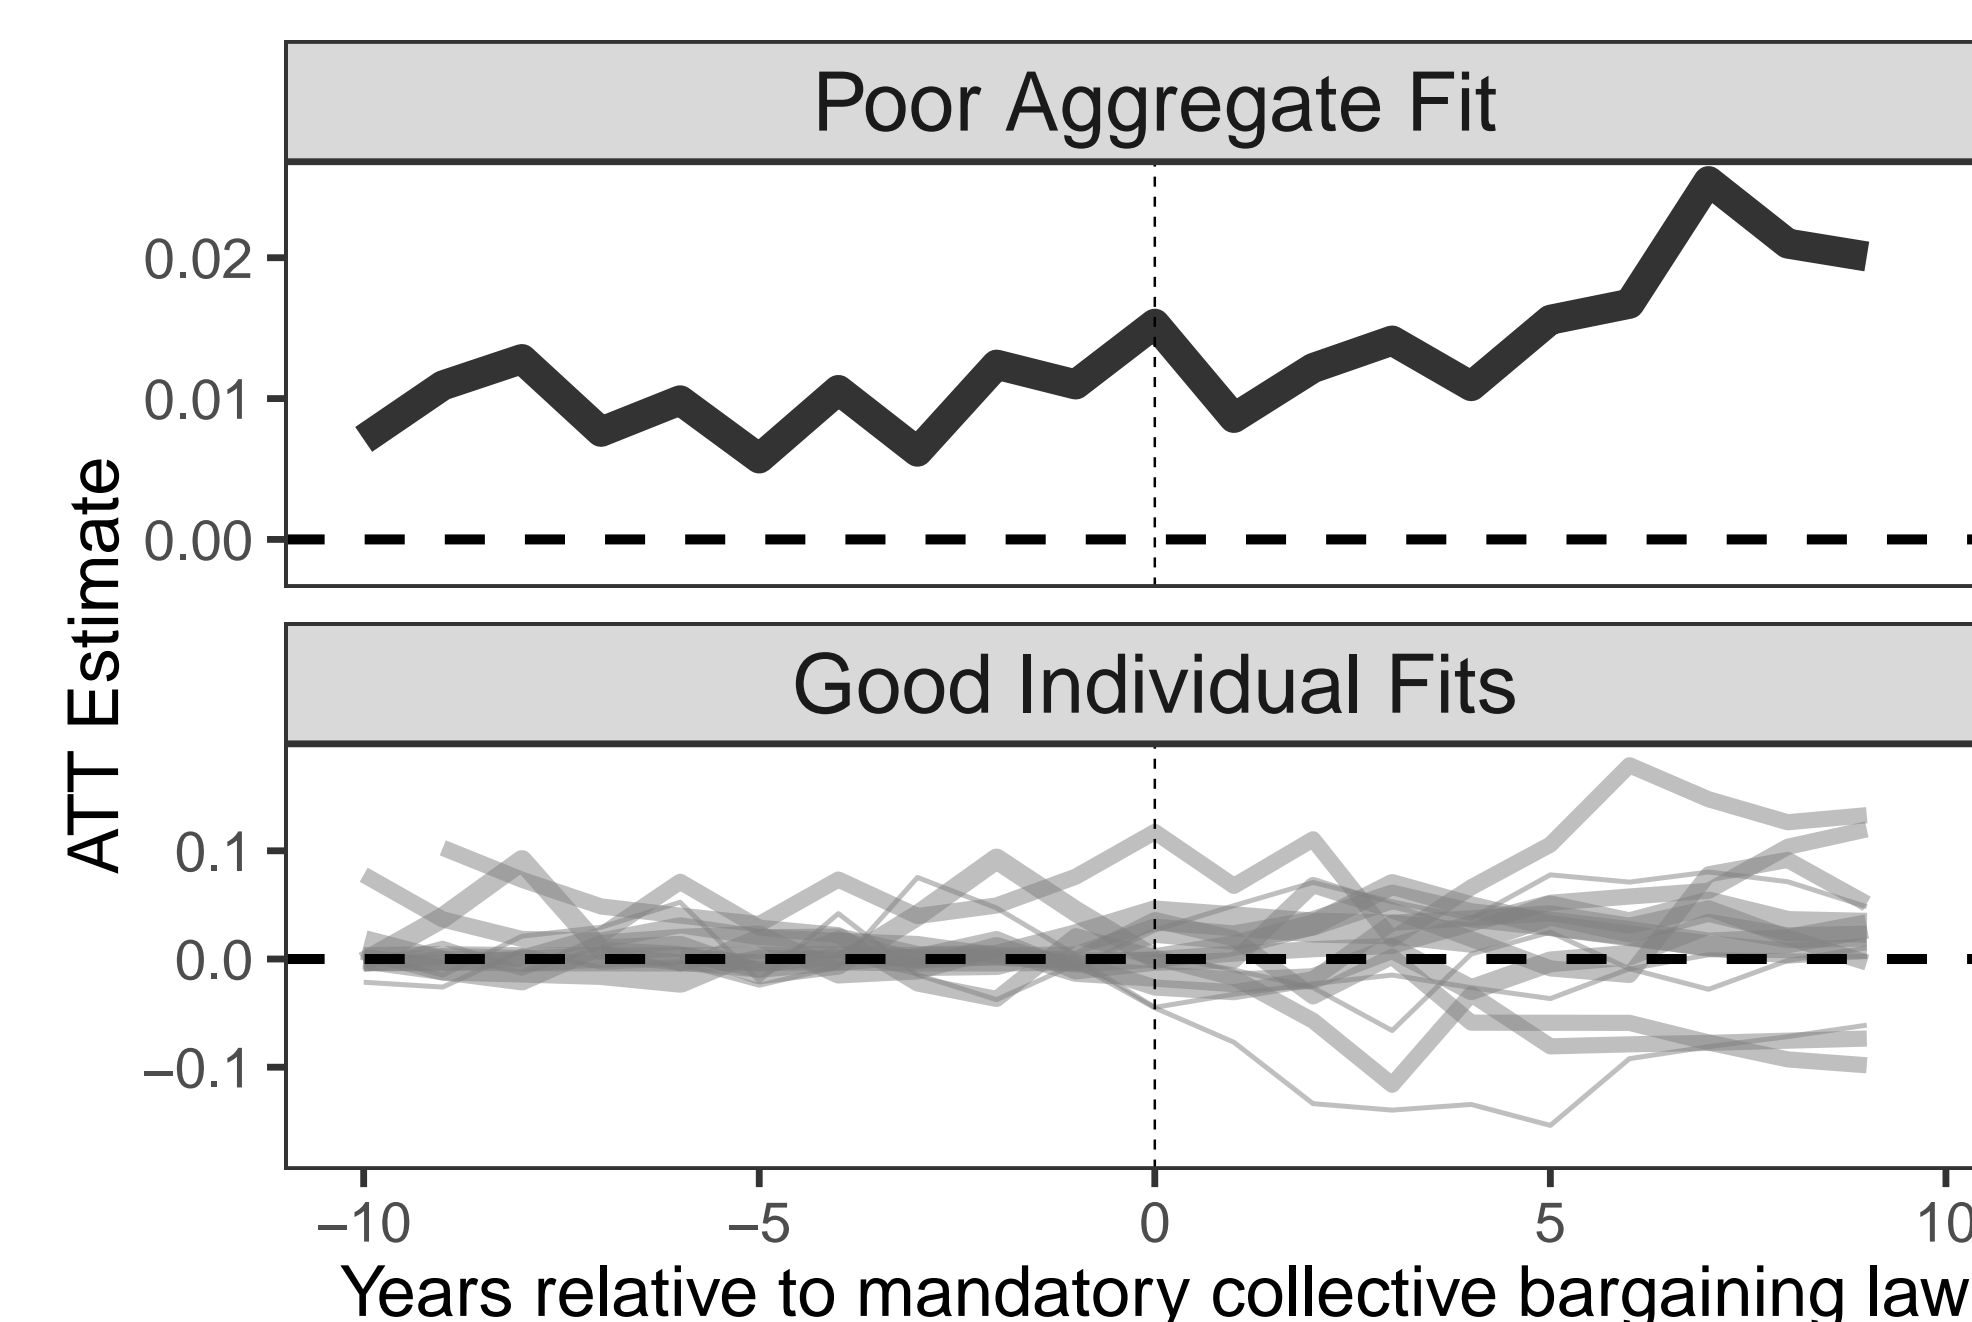 Poor Aggregate Fit
0.02
0.01
0.00
ATT Estimate
Good Individual Fits
0.1
0.0
−0.1
−10 −5 0 5 10
Years relative to mandatory collective bargaining law